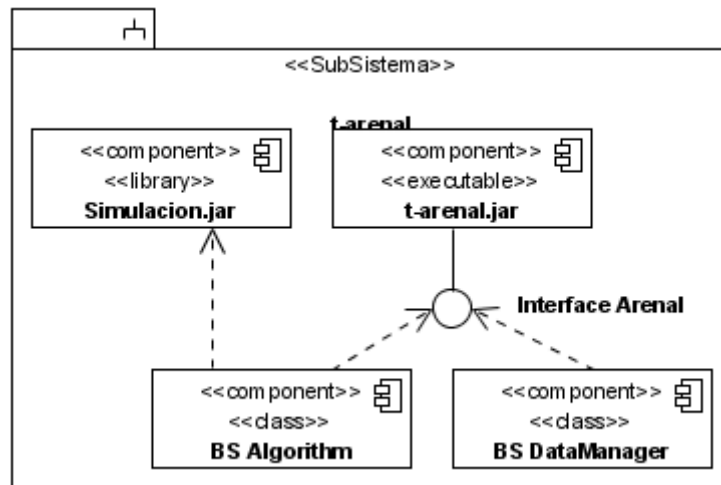 <<SubSistema>>
t-arenal
<<component>>
<<library>>
Simulacion.jar
<<component>>
<<executable>>
t-arenal.jar
Interface Arenal
<<component>>
<<class>>
BS Algorithm
<<component>>
<<class>>
BS DataManager